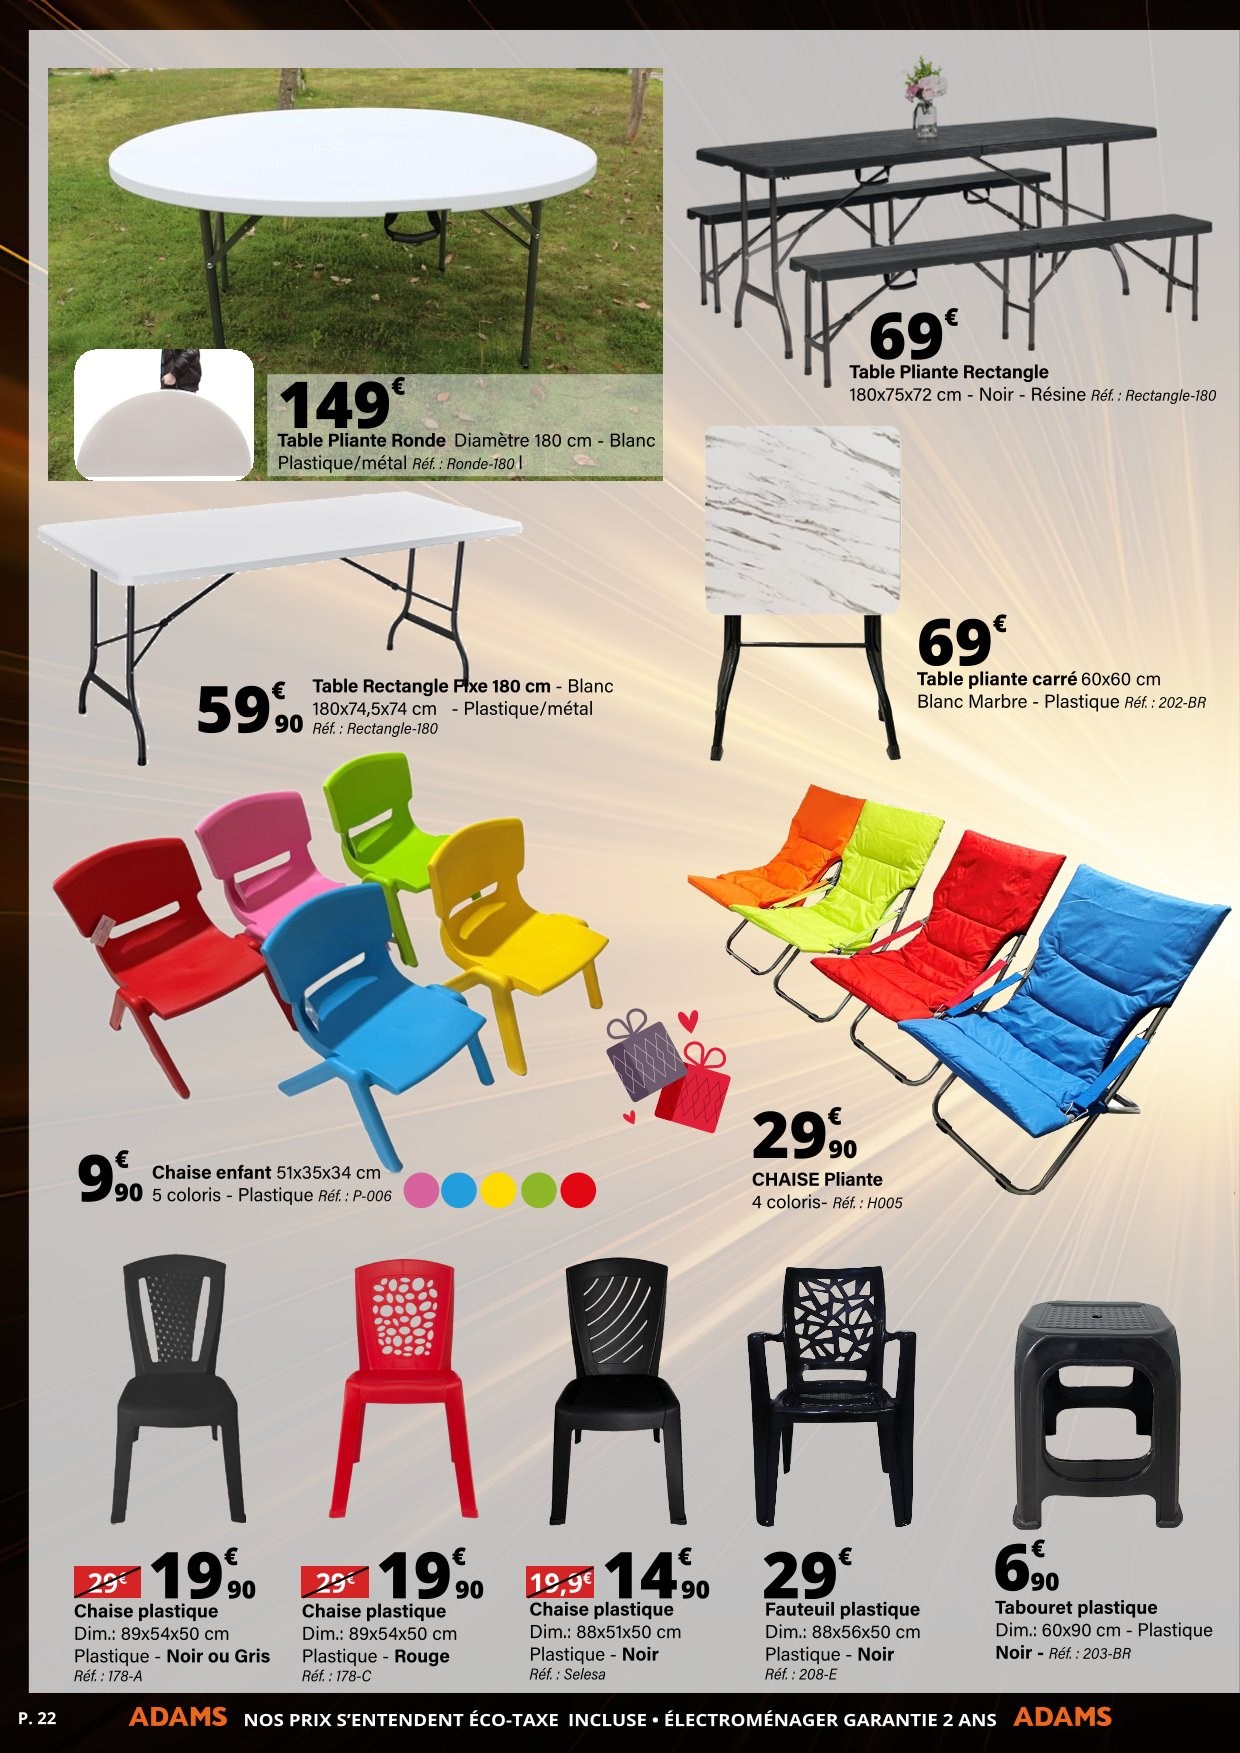 149€
Table Pliante Ronde Diamètre 180 cm - Blanc
Plastique/métal Réf. : Ronde-180 l
69€
Table Pliante Rectangle
180x75x72 cm - Noir - Résine Réf. : Rectangle-180
59€90
Table Rectangle Fixe 180 cm - Blanc
180x74,5x74 cm - Plastique/métal
Réf. : Rectangle-180
69€
Table pliante carré 60x60 cm
Blanc Marbre - Plastique Réf. : 202-BR
9€90
Chaise enfant 51x35x34 cm
5 coloris - Plastique Réf. : P-006
29€90
CHAISE Pliante
4 coloris- Réf. : H005
29€ 19€90
Chaise plastique
Dim.: 89x54x50 cm
Plastique - Noir ou Gris
Réf. : 178-A
29€ 19€90
Chaise plastique
Dim.: 89x54x50 cm
Plastique - Rouge
Réf. : 178-C
19,9€ 14€90
Chaise plastique
Dim.: 88x51x50 cm
Plastique - Noir
Réf. : Selesa
29€
Fauteuil plastique
Dim.: 88x56x50 cm
Plastique - Noir
Réf. : 208-E
6€90
Tabouret plastique
Dim.: 60x90 cm - Plastique
Noir - Réf. : 203-BR
P. 22 ADAMS NOS PRIX S’ENTENDENT ÉCO-TAXE INCLUSE • ÉLECTROMÉNAGER GARANTIE 2 ANS ADAMS